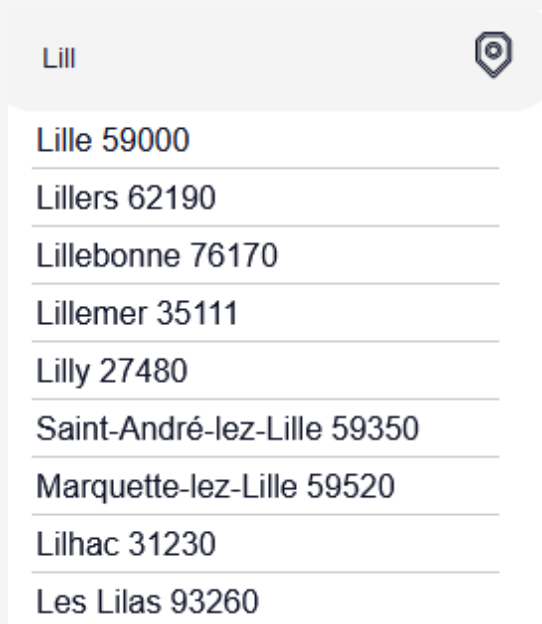 Lill
Lille 59000
Lillers 62190
Lillebonne 76170
Lillemer 35111
Lilly 27480
Saint-André-lez-Lille 59350
Marquette-lez-Lille 59520
Lilhac 31230
Les Lilas 93260